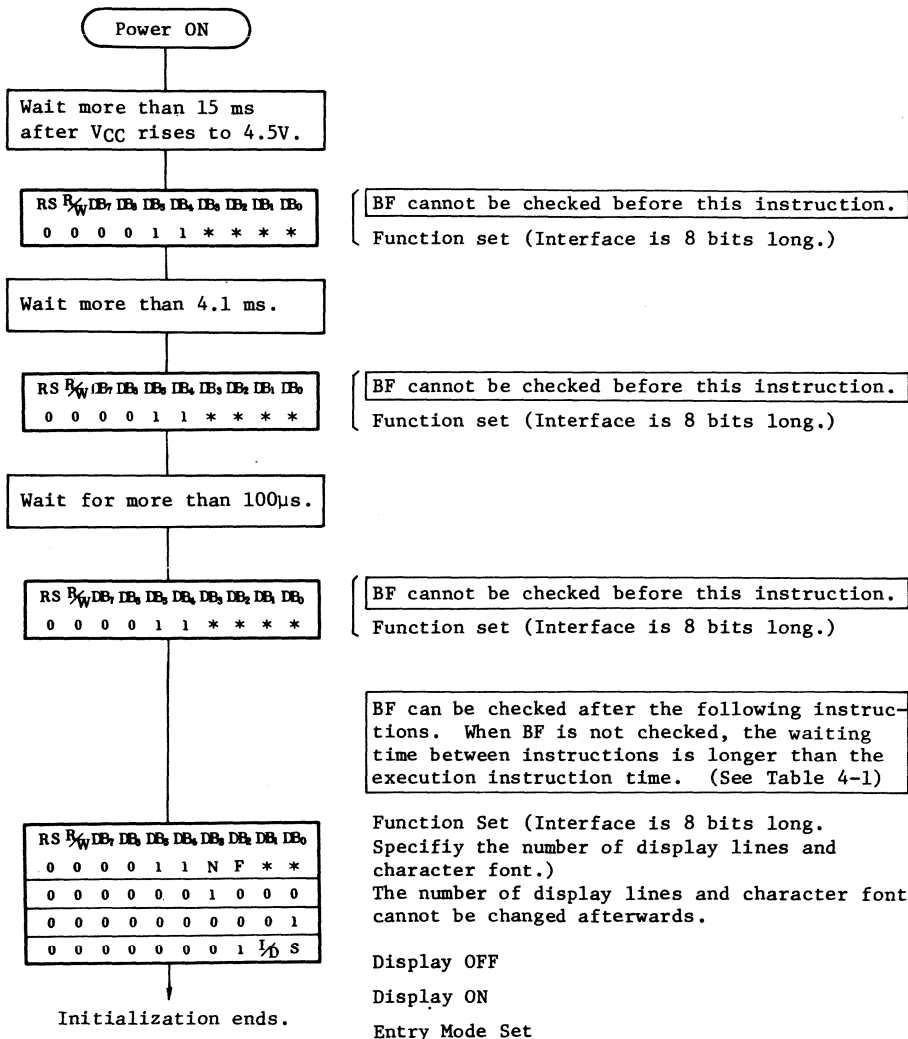 Power ON
Wait more than 15 ms
after VCC rises to 4.5V.
RS R/W DB7 DB6 DB5 DB4 DB3 DB2 DB1 DB0
0 0 0 0 1 1 * * * *
BF cannot be checked before this instruction.
Function set (Interface is 8 bits long.)
Wait more than 4.1 ms.
RS R/W DB7 DB6 DB5 DB4 DB3 DB2 DB1 DB0
0 0 0 0 1 1 * * * *
BF cannot be checked before this instruction.
Function set (Interface is 8 bits long.)
Wait for more than 100μs.
RS R/W DB7 DB6 DB5 DB4 DB3 DB2 DB1 DB0
0 0 0 0 1 1 * * * *
BF cannot be checked before this instruction.
Function set (Interface is 8 bits long.)
BF can be checked after the following instruc-
tions. When BF is not checked, the waiting
time between instructions is longer than the
execution instruction time. (See Table 4-1)
RS R/W DB7 DB6 DB5 DB4 DB3 DB2 DB1 DB0
0 0 0 0 1 1 N F * *
0 0 0 0 0 0 1 0 0 0
0 0 0 0 0 0 0 0 0 1
0 0 0 0 0 0 0 1 I/D S
Function Set (Interface is 8 bits long.
Specifiy the number of display lines and
character font.)
The number of display lines and character font
cannot be changed afterwards.
Display OFF
Display ON
Entry Mode Set
Initialization ends.